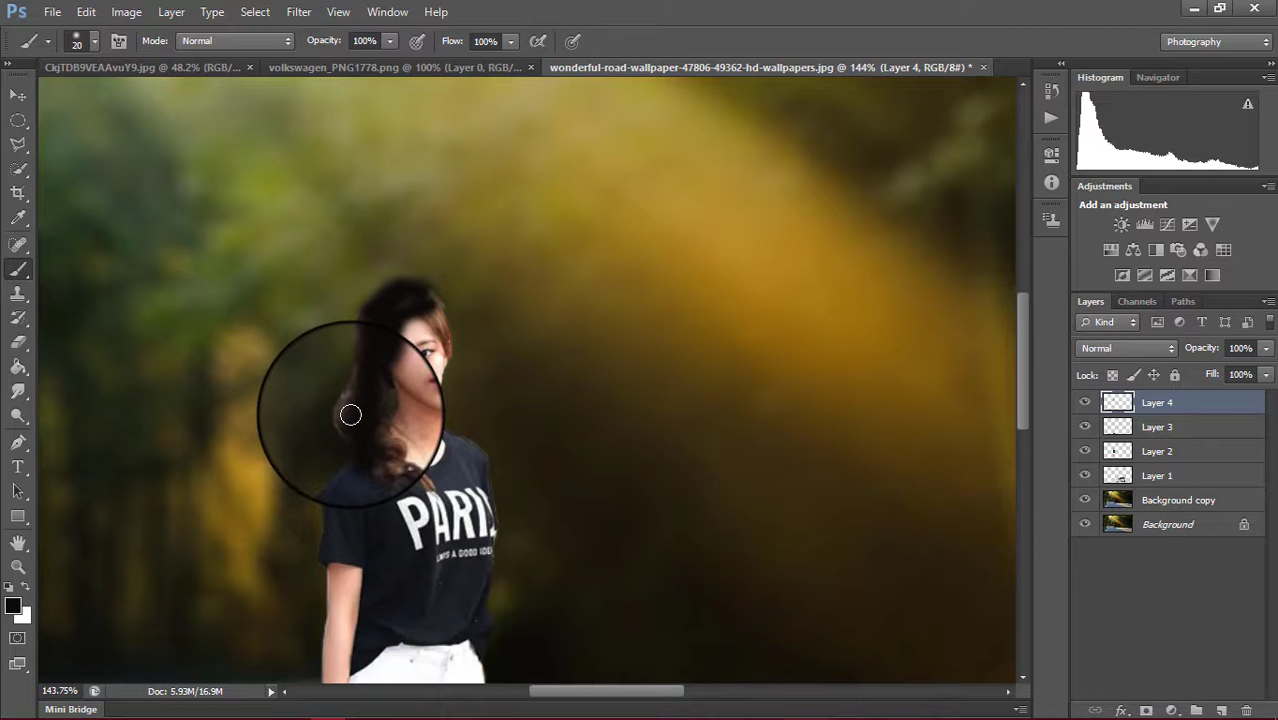 Ps File Edit Image Layer Type Select Filter View Window Help
20 Mode: Normal Opacity: 100% Flow: 100% Photography
CkjTDB9VEAAvuY9.jpg @ 48.2% (RGB/... × volkswagen_PNG1778.png @ 100% (Layer 0, RGB/... × wonderful-road-wallpaper-47806-49362-hd-wallpapers.jpg @ 144% (Layer 4, RGB/8#) * ×
Histogram Navigator
Adjustments
Add an adjustment
Layers Channels Paths
Kind
Normal Opacity: 100%
Lock: Fill: 100%
Layer 4
Layer 3
Layer 2
Layer 1
Background copy
Background
PARI
ALWAYS A GOOD IDEA
T
143.75% Doc: 5.93M/16.9M
fx
Mini Bridge